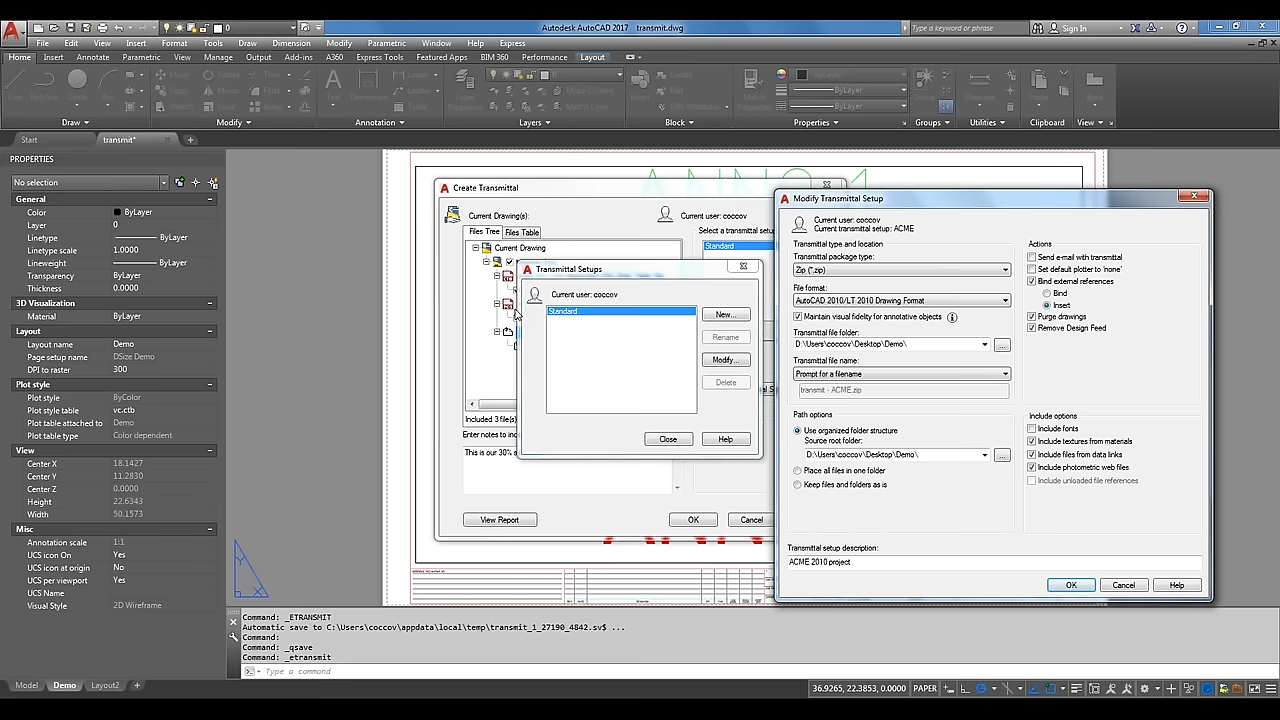 Autodesk AutoCAD 2017 transmit.dwg
Type a keyword or phrase
Sign In
0
File Edit View Insert Format Tools Draw Dimension Modify Parametric Window Help Express
Home Insert Annotate Parametric View Manage Output Add-ins A360 Express Tools Featured Apps BIM 360 Performance Layout
Draw Modify Annotation Layers Block Properties Groups Utilities Clipboard View
ByLayer
ByLayer
ByLayer
Start transmit* +
PROPERTIES
No selection
General
Color ByLayer
Layer 0
Linetype ByLayer
Linetype scale 1.0000
Lineweight ByLayer
Transparency ByLayer
Thickness 0.0000
3D Visualization
Material ByLayer
Layout
Layout name Demo
Page setup name DSize Demo
DPI to raster 300
Plot style
Plot style ByColor
Plot style table vc.ctb
Plot table attached to Demo
Plot table type Color dependent
View
Center X 18.1427
Center Y 11.2830
Center Z 0.0000
Height 22.6343
Width 50.1573
Misc
Annotation scale 1:1
UCS icon On Yes
UCS icon at origin No
UCS per viewport Yes
UCS Name
Visual Style 2D Wireframe
Create Transmittal
Current Drawing(s):
Current user: coccov
Files Tree Files Table
Select a transmittal setu
Current Drawing
Standard
Included 3 file(s)
Enter notes to inc
This is our 30% s
View Report OK Cancel
Transmittal Setups
Current user: coccov
Standard
New...
Rename
Modify...
Delete
Close Help
Modify Transmittal Setup
Current user: coccov
Current transmittal setup: ACME
Transmittal type and location
Transmittal package type:
Zip (*.zip)
File format:
AutoCAD 2010/LT 2010 Drawing Format
Maintain visual fidelity for annotative objects
Transmittal file folder:
D:\Users\coccov\Desktop\Demo\
...
Transmittal file name:
Prompt for a filename
transmit - ACME.zip
Path options
Use organized folder structure
Source root folder:
D:\Users\coccov\Desktop\Demo\
...
Place all files in one folder
Keep files and folders as is
Actions
Send e-mail with transmittal
Set default plotter to 'none'
Bind external references
Bind
Insert
Purge drawings
Remove Design Feed
Include options
Include fonts
Include textures from materials
Include files from data links
Include photometric web files
Include unloaded file references
Transmittal setup description:
ACME 2010 project
OK Cancel Help
Y
X
Command: _ETRANSMIT
Automatic save to C:\Users\coccov\appdata\local\temp\transmit_1_27190_4842.sv$ ...
Command:
Command: _qsave
Command: _etransmit
Type a command
Model Demo Layout2 +
36.9265, 22.3853, 0.0000 PAPER